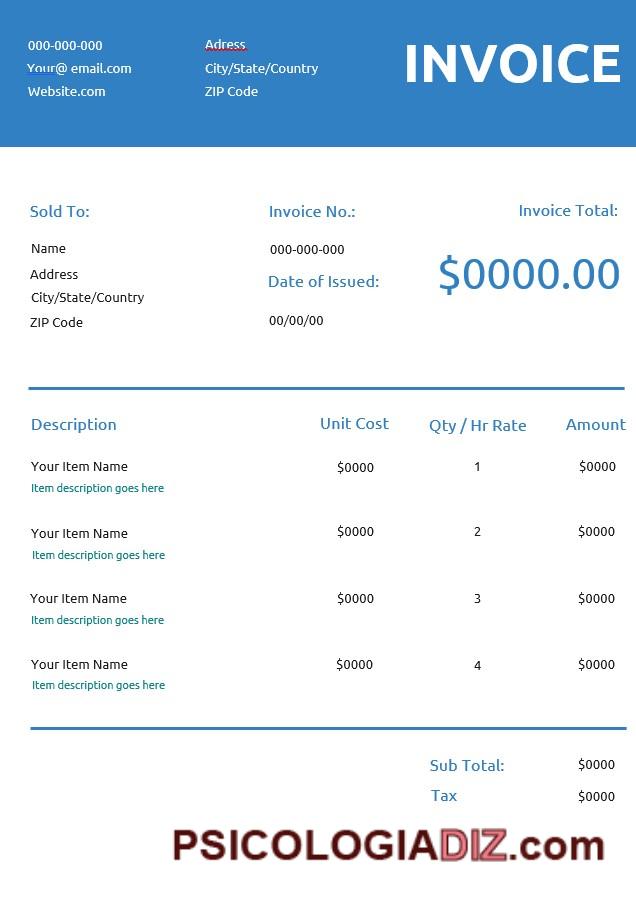 000-000-000
Your@ email.com
Website.com
Adress
City/State/Country
ZIP Code
INVOICE
Sold To:
Name
Address
City/State/Country
ZIP Code
Invoice No.:
000-000-000
Date of Issued:
00/00/00
Invoice Total:
$0000.00
Description Unit Cost Qty / Hr Rate Amount
Your Item Name $0000 1 $0000
Item description goes here
Your Item Name $0000 2 $0000
Item description goes here
Your Item Name $0000 3 $0000
Item description goes here
Your Item Name $0000 4 $0000
Item description goes here
Sub Total: $0000
Tax $0000
PSICOLOGIADIZ.com